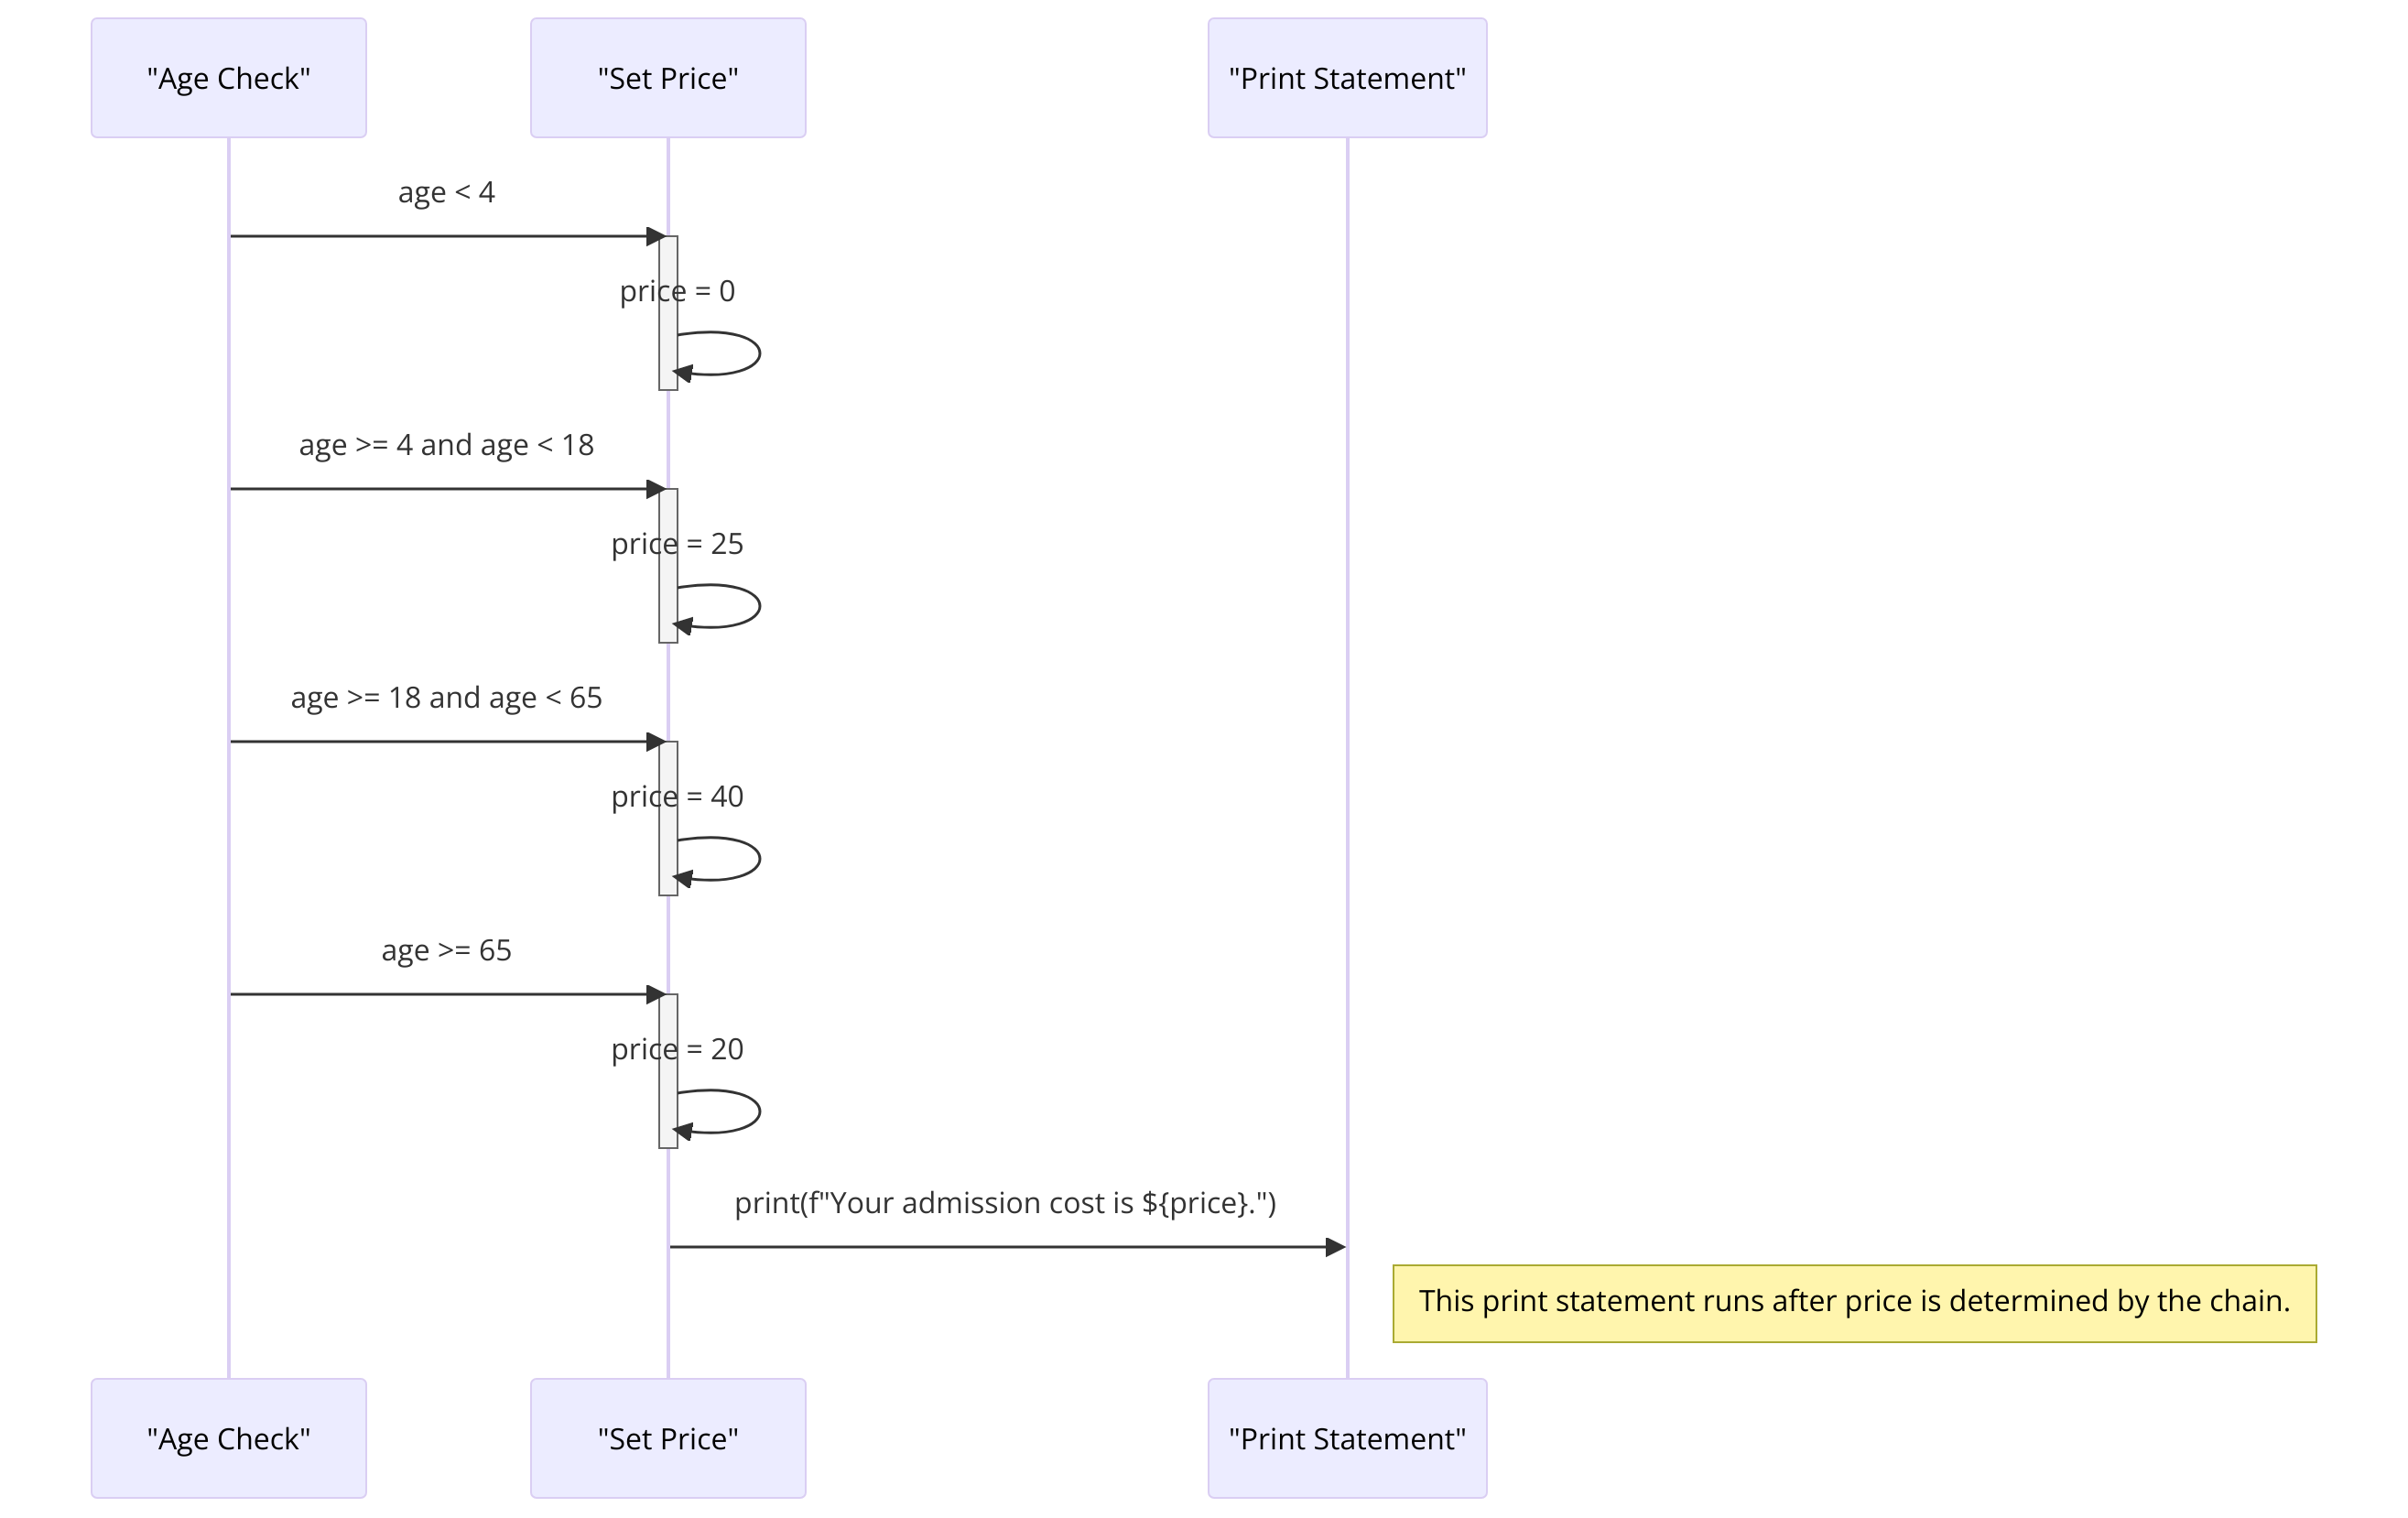 "Age Check"
"Set Price"
"Print Statement"
age < 4
price = 0
age >= 4 and age < 18
price = 25
age >= 18 and age < 65
price = 40
age >= 65
price = 20
print(f"Your admission cost is ${price}.")
This print statement runs after price is determined by the chain.
"Age Check"
"Set Price"
"Print Statement"